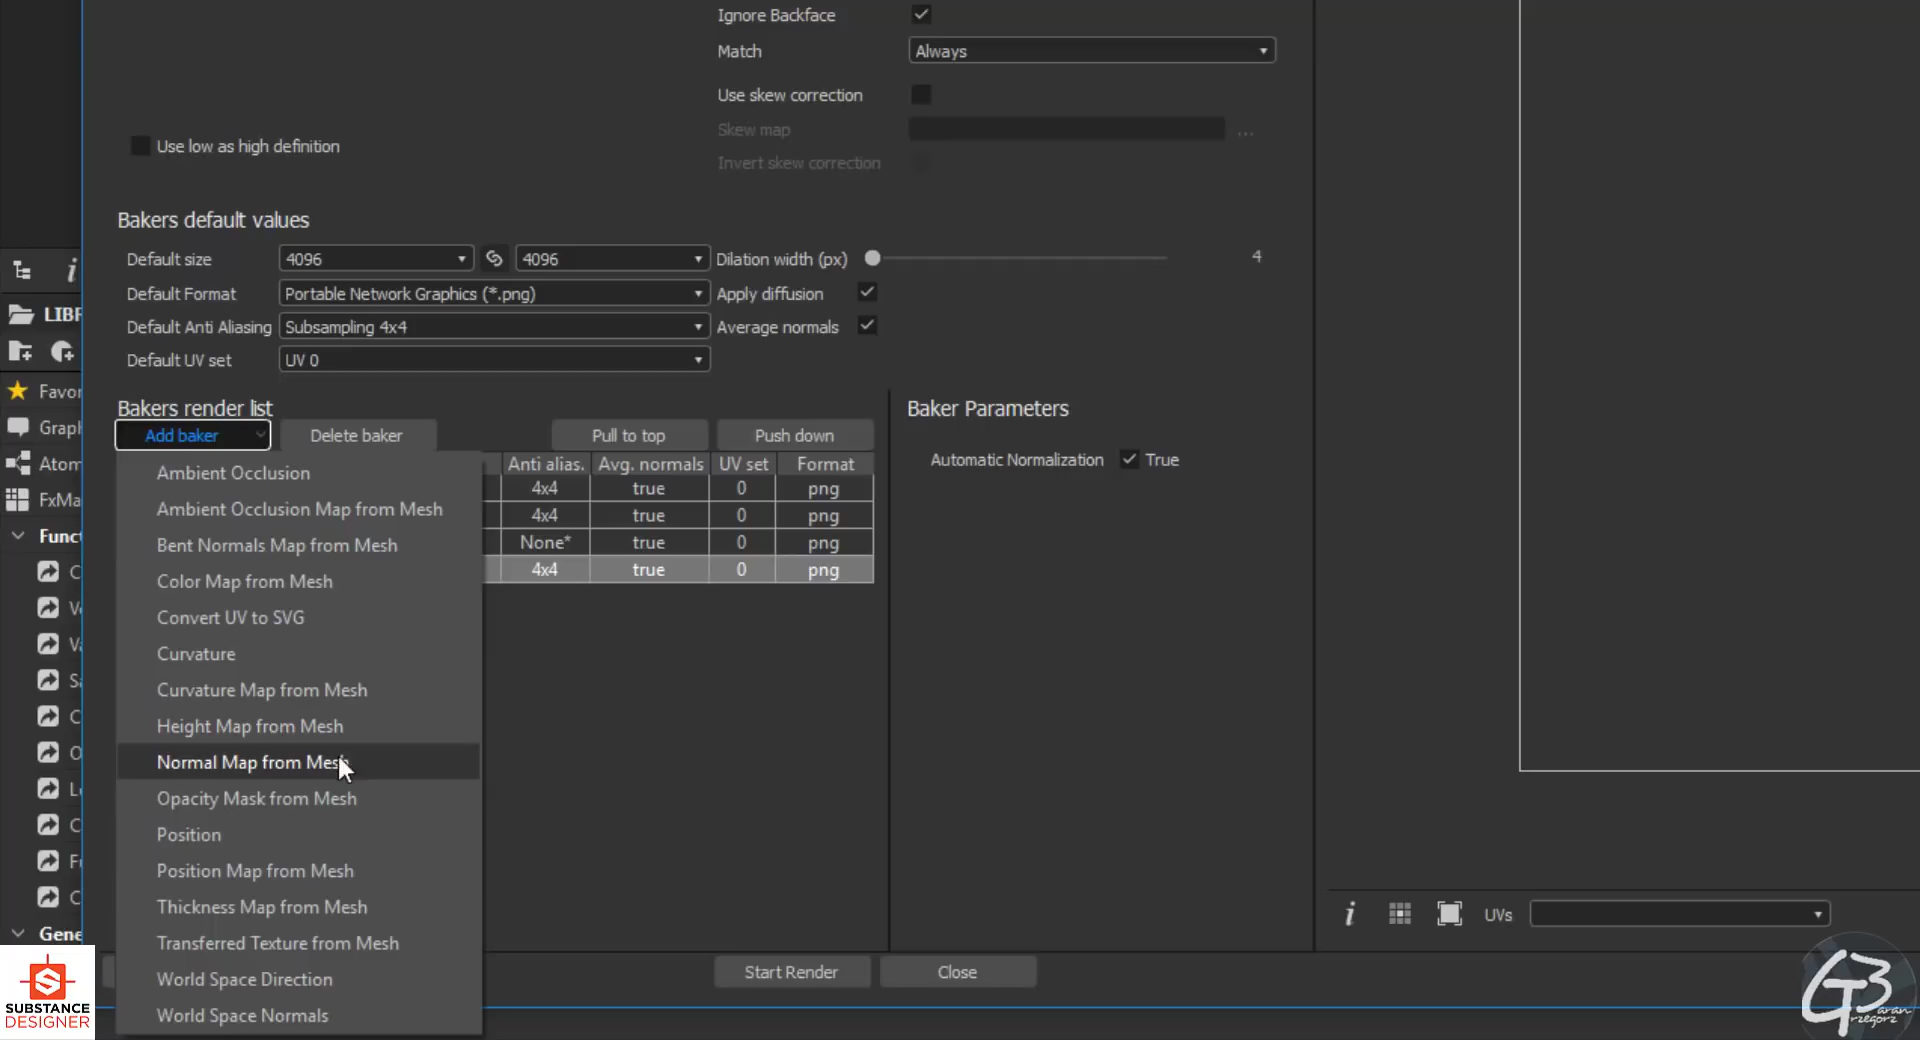 Ignore Backface
Match
Always
Use skew correction
Skew map
...
Invert skew correction
Use low as high definition
Bakers default values
Default size
4096
4096
Dilation width (px)
4
Default Format
Portable Network Graphics (*.png)
Apply diffusion
Default Anti Aliasing
Subsampling 4x4
Average normals
Default UV set
UV 0
LIBR
Favor
Graph
Atom
FxMa
Funct
Gene
Bakers render list
Add baker
Delete baker
Pull to top
Push down
Anti alias. Avg. normals UV set Format
4x4 true 0 png
4x4 true 0 png
None* true 0 png
4x4 true 0 png
Ambient Occlusion
Ambient Occlusion Map from Mesh
Bent Normals Map from Mesh
Color Map from Mesh
Convert UV to SVG
Curvature
Curvature Map from Mesh
Height Map from Mesh
Normal Map from Mesh
Opacity Mask from Mesh
Position
Position Map from Mesh
Thickness Map from Mesh
Transferred Texture from Mesh
World Space Direction
World Space Normals
Baker Parameters
Automatic Normalization
True
UVs
Start Render
Close
SUBSTANCE
DESIGNER